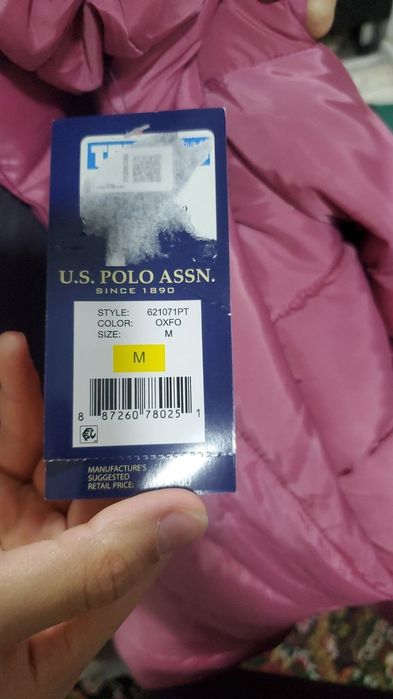 U.S. POLO ASSN.
SINCE 1890
STYLE: 621071PT
COLOR: OXFO
SIZE: M
M
8 87260 78025 1
MANUFACTURE'S
SUGGESTED
RETAIL PRICE: